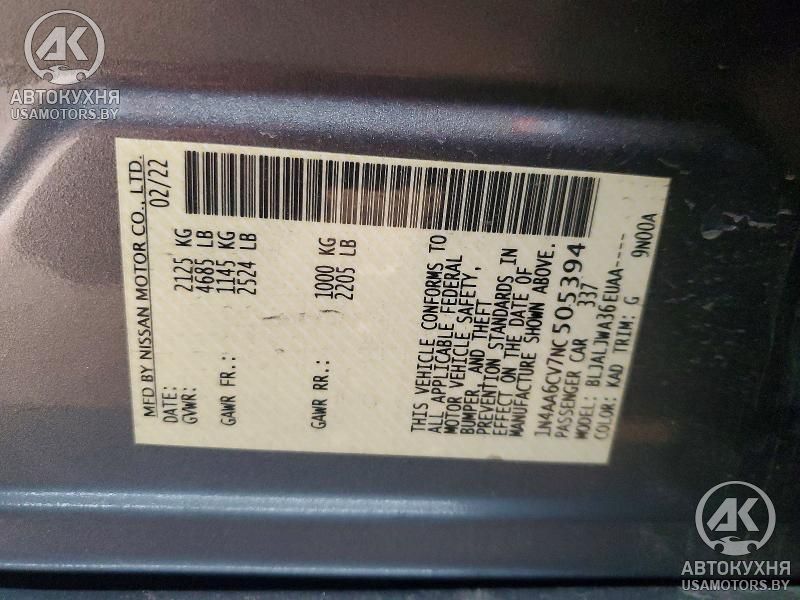 AK
АВТОКУХНЯ
USAMOTORS.BY
MFD BY NISSAN MOTOR CO., LTD.
DATE: 02/22
GVWR: 2125 KG
4685 LB
GAWR FR.: 1145 KG
2524 LB
GAWR RR.: 1000 KG
2205 LB
THIS VEHICLE CONFORMS TO
ALL APPLICABLE FEDERAL
MOTOR VEHICLE SAFETY,
BUMPER, AND THEFT
PREVENTION STANDARDS IN
EFFECT ON THE DATE OF
MANUFACTURE SHOWN ABOVE.
1N4AA6CV7NC505394
PASSENGER CAR 337
MODEL: BLJALJWA36EUAA----
COLOR: KAD TRIM: G 9N00A
AK
АВТОКУХНЯ
USAMOTORS.BY